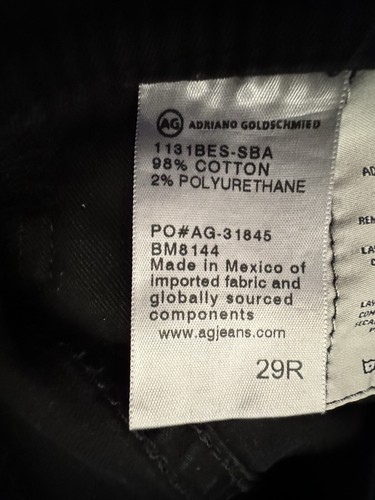 AG ADRIANO GOLDSCHMIED
1131BES-SBA
98% COTTON
2% POLYURETHANE
PO#AG-31845
BM8144
Made in Mexico of
imported fabric and
globally sourced
components
www.agjeans.com
29R